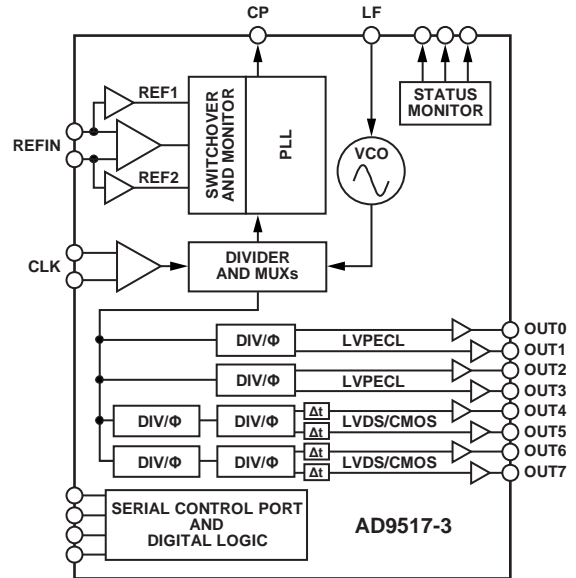 CP
LF
REF1
REFIN
REF2
SWITCHOVER
AND MONITOR
PLL
VCO
STATUS
MONITOR
CLK
DIVIDER
AND MUXs
DIV/Φ
LVPECL
OUT0
OUT1
DIV/Φ
LVPECL
OUT2
OUT3
DIV/Φ
DIV/Φ
Δt
Δt
LVDS/CMOS
OUT4
OUT5
DIV/Φ
DIV/Φ
Δt
Δt
LVDS/CMOS
OUT6
OUT7
SERIAL CONTROL PORT
AND
DIGITAL LOGIC
AD9517-3